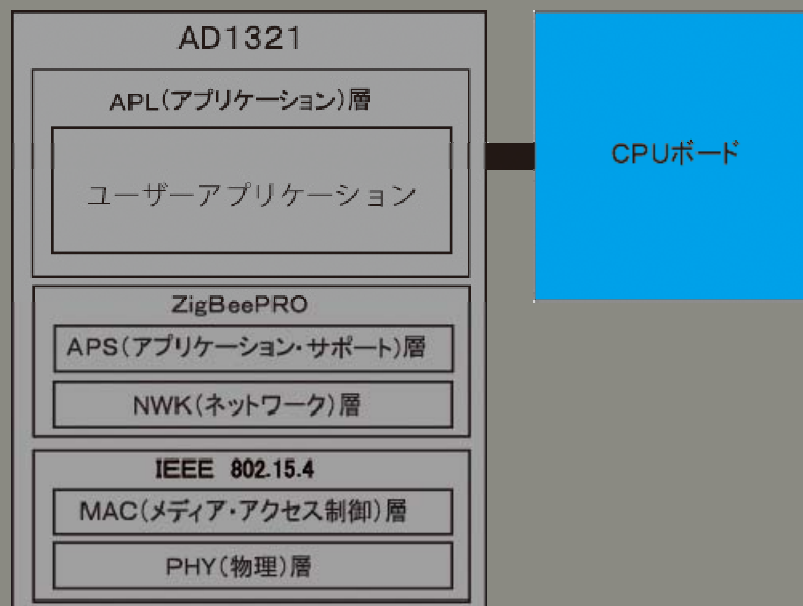 AD1321
APL(アプリケーション)層
ユーザーアプリケーション
CPUボード
ZigBeePRO
APS(アプリケーション・サポート)層
NWK(ネットワーク)層
IEEE 802.15.4
MAC(メディア・アクセス制御)層
PHY(物理)層